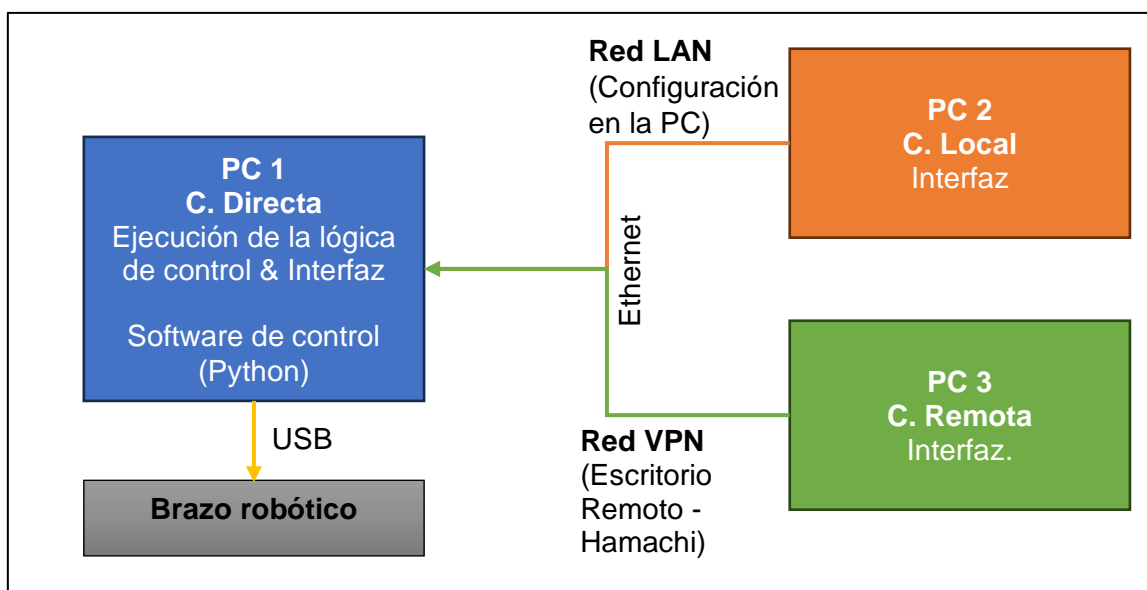 PC 1
C. Directa
Ejecución de la lógica
de control & Interfaz
Software de control
(Python)
USB
Brazo robótico
Red LAN
(Configuración
en la PC)
Ethernet
Red VPN
(Escritorio
Remoto -
Hamachi)
PC 2
C. Local
Interfaz
PC 3
C. Remota
Interfaz.